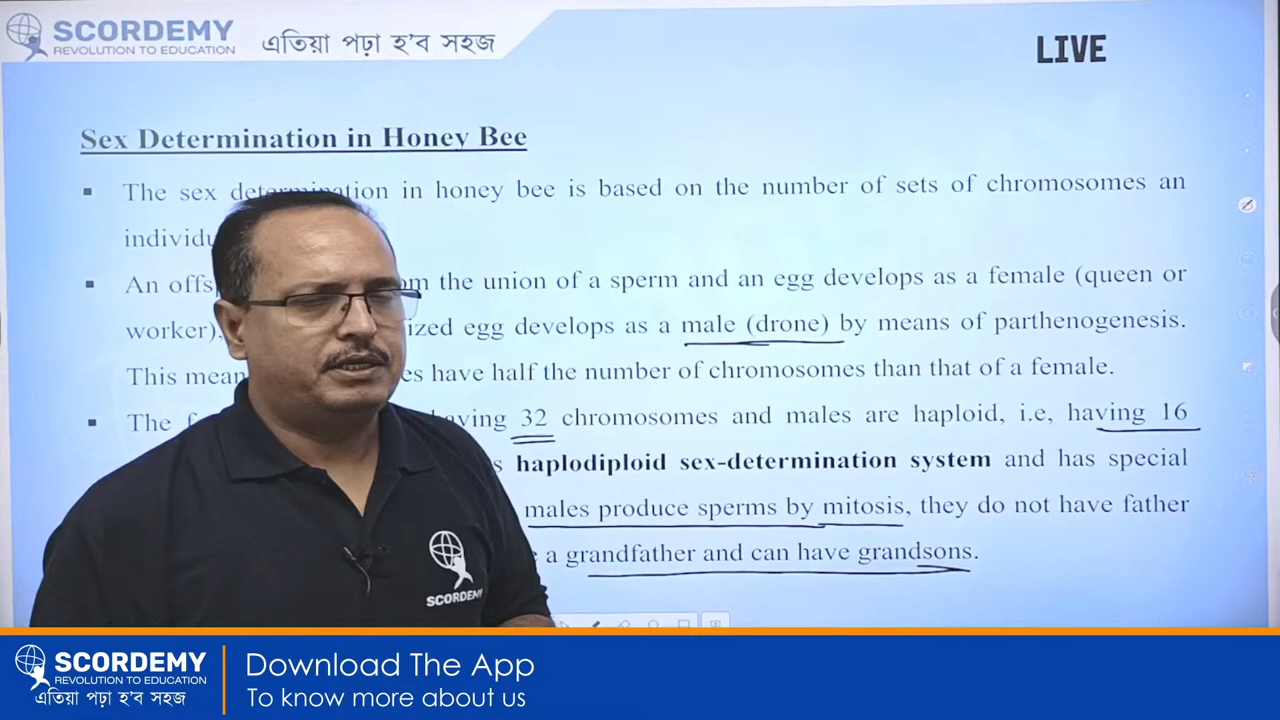 SCORDEMY
REVOLUTION TO EDUCATION
এতিয়া পঢ়া হ'ব সহজ
LIVE
Sex Determination in Honey Bee
▪ The sex determination in honey bee is based on the number of sets of chromosomes an
individu
▪ An offs om the union of a sperm and an egg develops as a female (queen or
worker). ized egg develops as a male (drone) by means of parthenogenesis.
This mean es have half the number of chromosomes than that of a female.
▪ The f aving 32 chromosomes and males are haploid, i.e, having 16
s haplodiploid sex-determination system and has special
males produce sperms by mitosis, they do not have father
a grandfather and can have grandsons.
SCORDEMY
SCORDEMY
REVOLUTION TO EDUCATION
এতিয়া পঢ়া হ'ব সহজ
Download The App
To know more about us